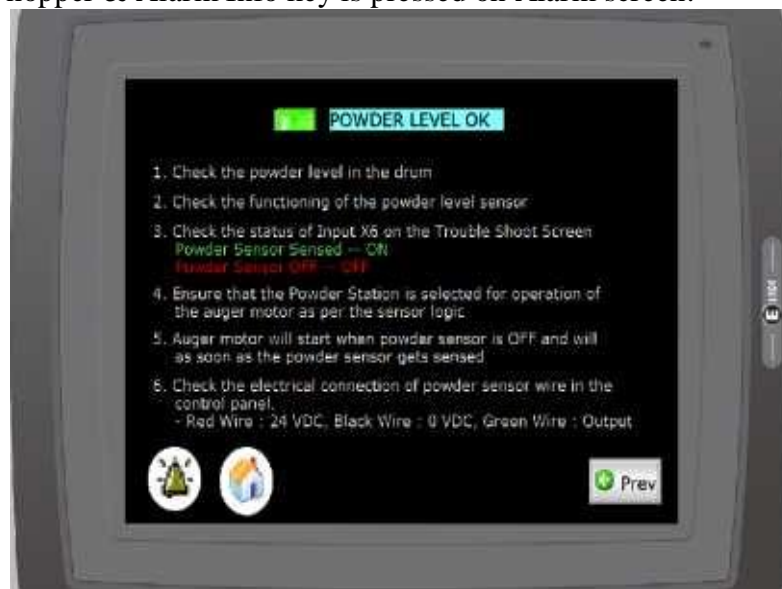 hopper & Alarm Info key is pressed on Alarm screen.
POWDER LEVEL OK
1. Check the powder level in the drum
2. Check the functioning of the powder level sensor
3. Check the status of Input X6 on the Trouble Shoot Screen
Powder Sensor Sensed -- ON
Powder Sensor OFF -- OFF
4. Ensure that the Powder Station is selected for operation of
the auger motor as per the sensor logic
5. Auger motor will start when powder sensor is OFF and will
as soon as the powder sensor gets sensed
6. Check the electrical connection of powder sensor wire in the
control panel.
- Red Wire : 24 VDC, Black Wire : 0 VDC, Green Wire : Output
Prev